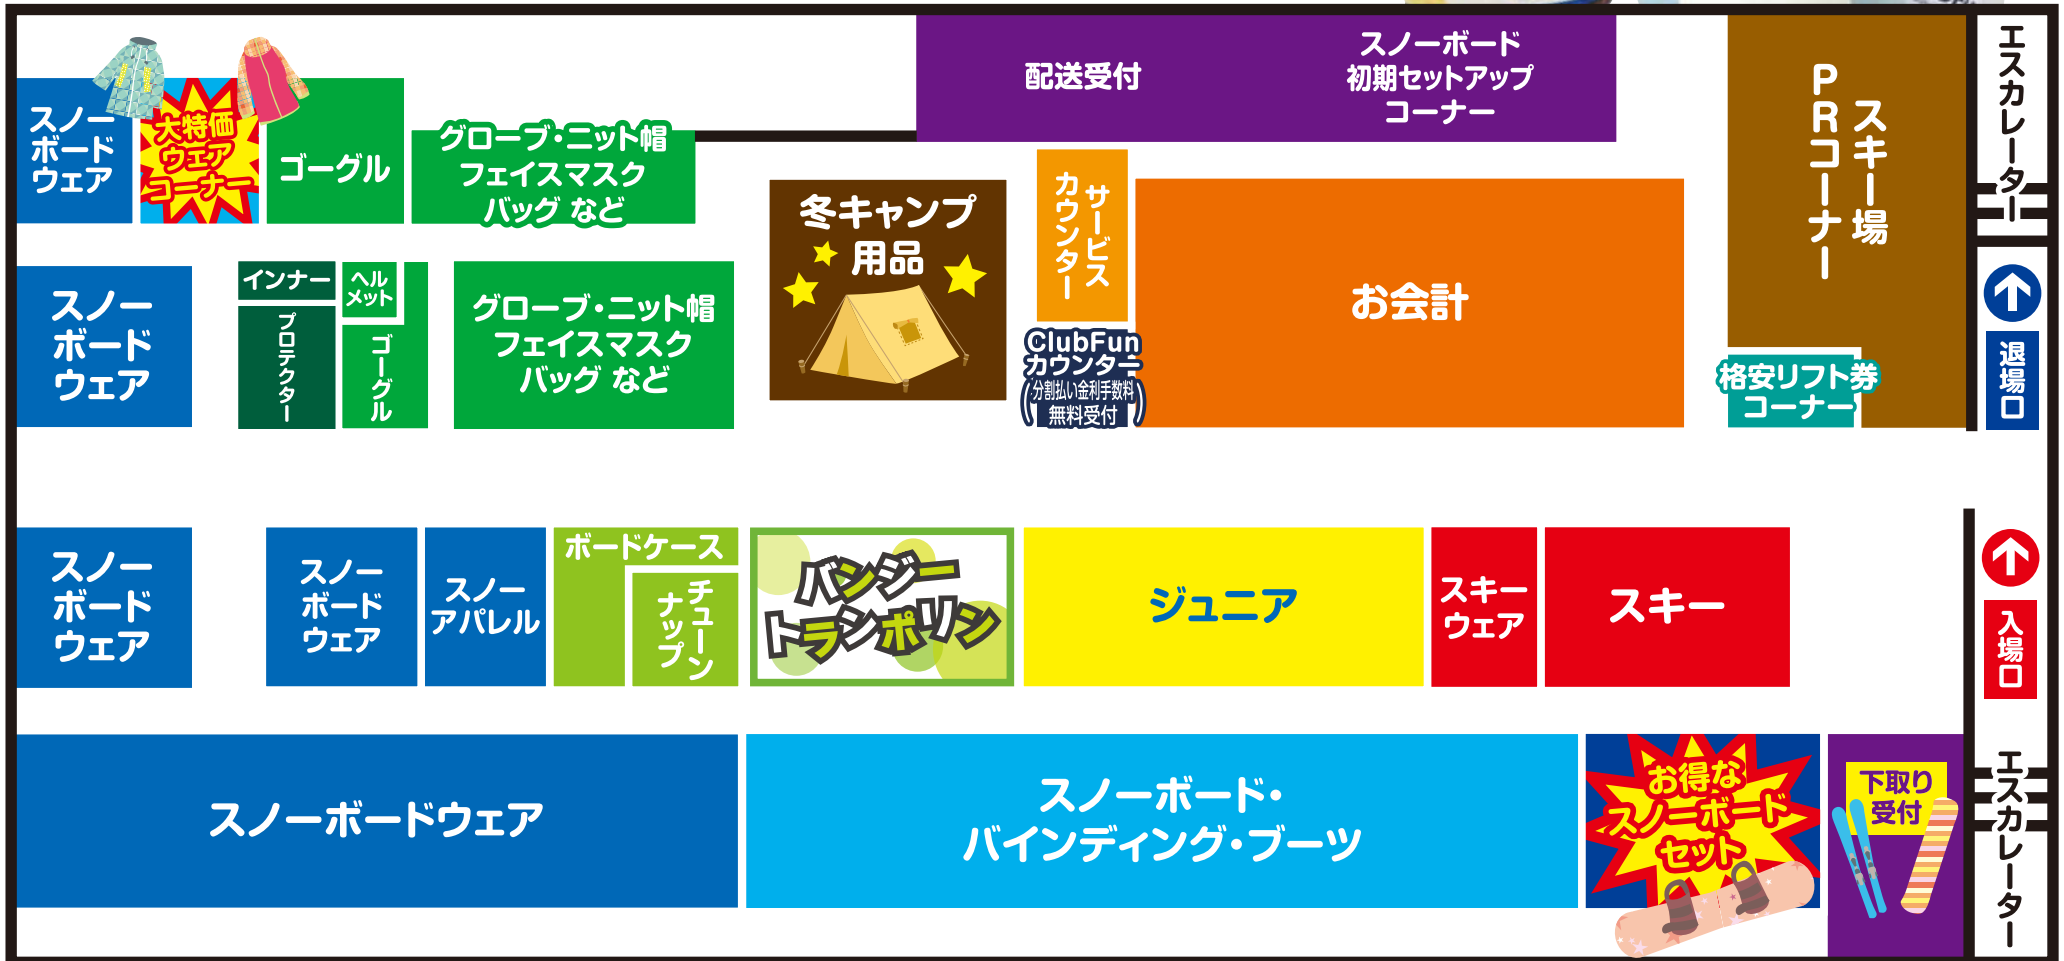 配送受付
スノーボード
初期セットアップ
コーナー
スキー場
PRコーナー
エスカレーター
スノー
ボード
ウェア
大特価
ウェア
コーナー
ゴーグル
グローブ・ニット帽
フェイスマスク
バッグ など
冬キャンプ
用品
サービス
カウンター
お会計
スノー
ボード
ウェア
インナー
プロテクター
ヘル
メット
ゴーグル
グローブ・ニット帽
フェイスマスク
バッグ など
ClubFun
カウンター
(分割払い金利手数料
無料受付)
格安リフト券
コーナー
退場口
スノー
ボード
ウェア
スノー
ボード
ウェア
スノー
アパレル
ボードケース
チューン
ナップ
バンジー
トランポリン
ジュニア
スキー
ウェア
スキー
入場口
スノーボードウェア
スノーボード・
バインディング・ブーツ
お得な
スノーボード
セット
下取り
受付
エスカレーター